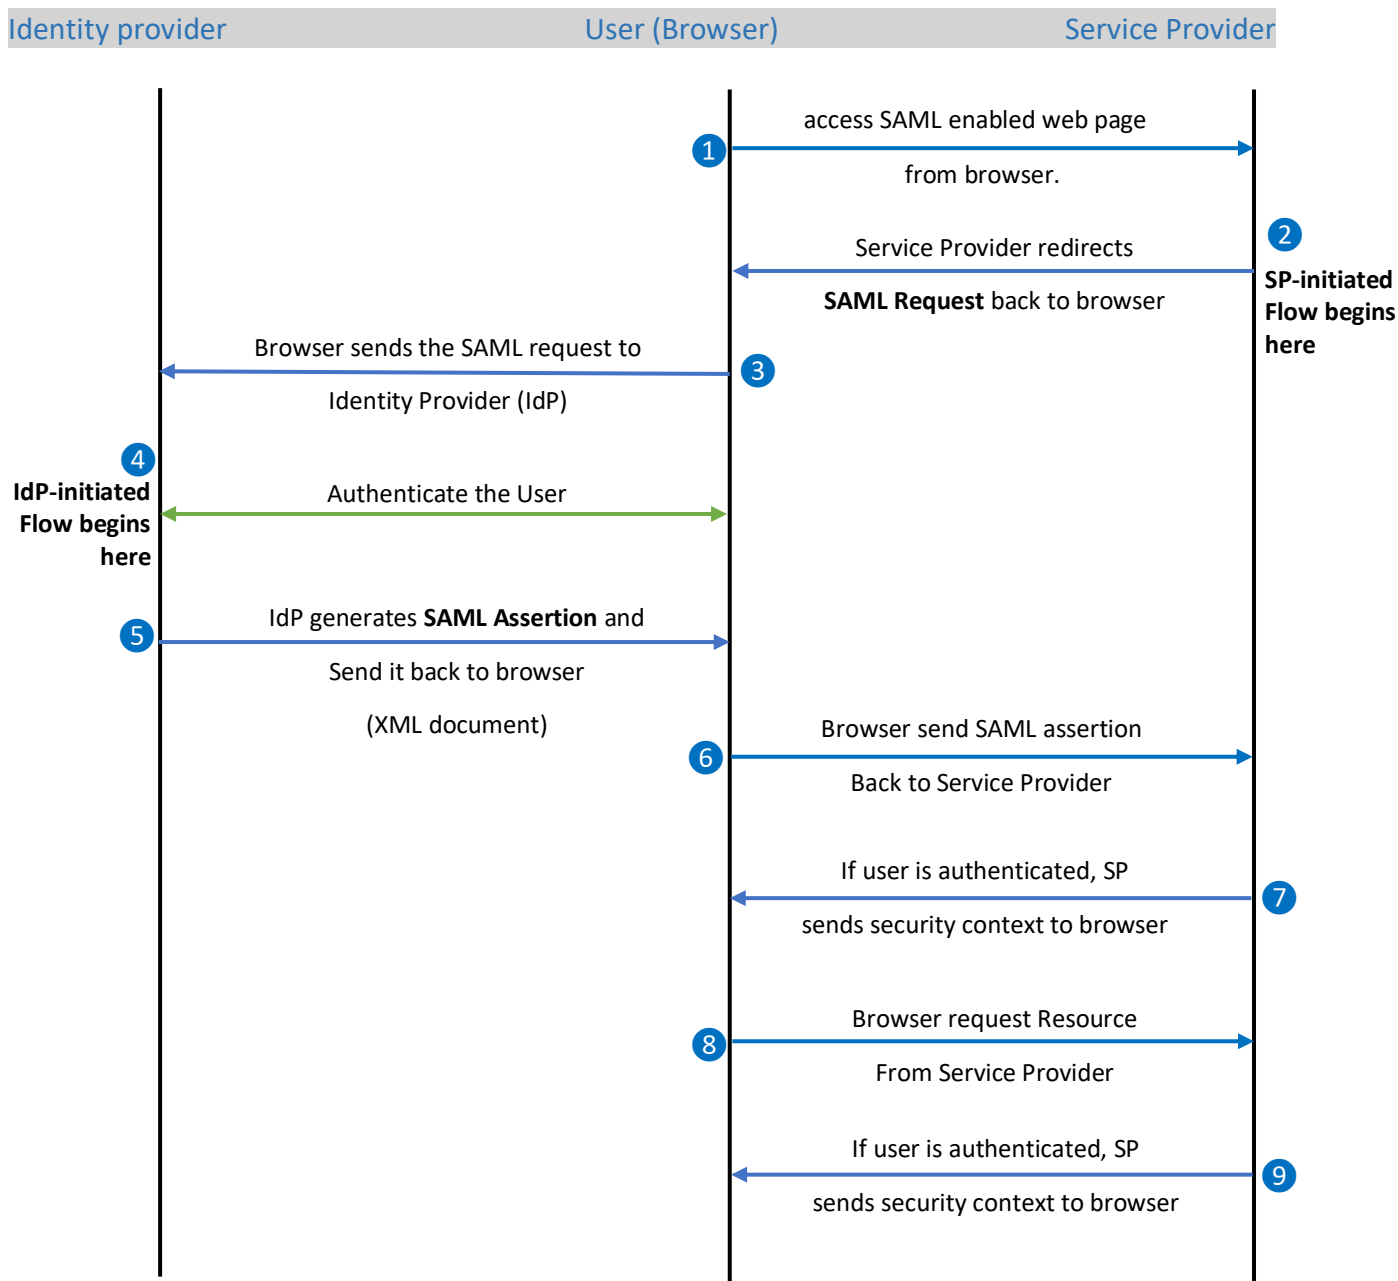 Identity provider User (Browser) Service Provider
access SAML enabled web page
1
from browser.
2
Service Provider redirects
SAML Request back to browser
SP-initiated
Flow begins
here
Browser sends the SAML request to
3
Identity Provider (IdP)
4
IdP-initiated
Flow begins
here
Authenticate the User
IdP generates SAML Assertion and
5
Send it back to browser
(XML document)
Browser send SAML assertion
6
Back to Service Provider
If user is authenticated, SP
7
sends security context to browser
Browser request Resource
8
From Service Provider
If user is authenticated, SP
9
sends security context to browser